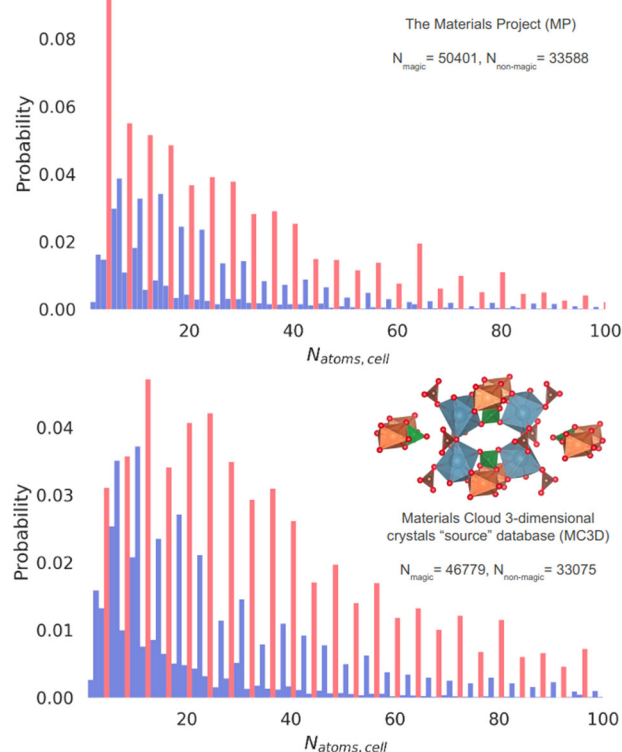 The Materials Project (MP)
N_magic= 50401, N_non-magic= 33588
Probability
0.08
0.06
0.04
0.02
0.00
20
40
60
80
100
N_atoms, cell
Materials Cloud 3-dimensional
crystals “source” database (MC3D)
N_magic= 46779, N_non-magic= 33075
Probability
0.04
0.03
0.02
0.01
0.00
20
40
60
80
100
N_atoms, cell